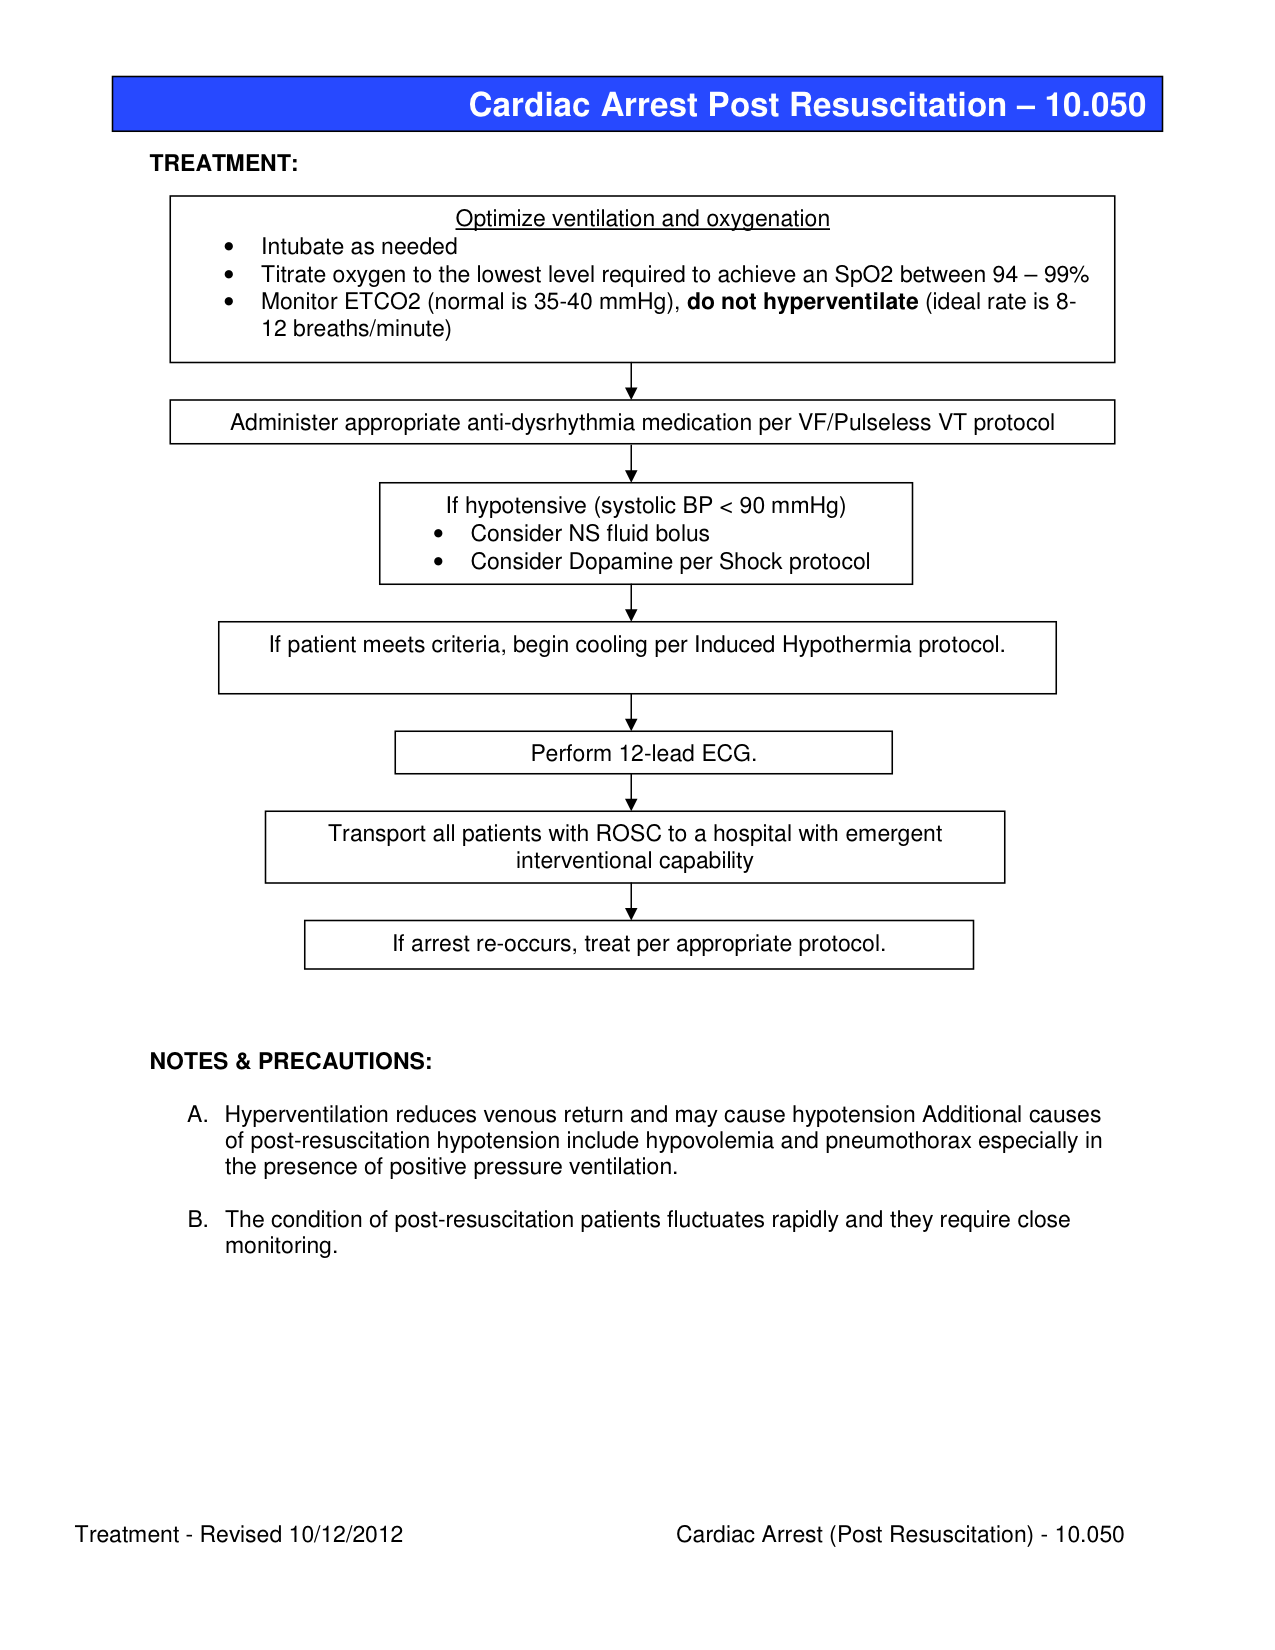 Cardiac Arrest Post Resuscitation – 10.050
TREATMENT:
Optimize ventilation and oxygenation
• Intubate as needed
• Titrate oxygen to the lowest level required to achieve an SpO2 between 94 – 99%
• Monitor ETCO2 (normal is 35-40 mmHg), do not hyperventilate (ideal rate is 8-
12 breaths/minute)
Administer appropriate anti-dysrhythmia medication per VF/Pulseless VT protocol
If hypotensive (systolic BP < 90 mmHg)
• Consider NS fluid bolus
• Consider Dopamine per Shock protocol
If patient meets criteria, begin cooling per Induced Hypothermia protocol.
Perform 12-lead ECG.
Transport all patients with ROSC to a hospital with emergent
interventional capability
If arrest re-occurs, treat per appropriate protocol.
NOTES & PRECAUTIONS:
A. Hyperventilation reduces venous return and may cause hypotension Additional causes
of post-resuscitation hypotension include hypovolemia and pneumothorax especially in
the presence of positive pressure ventilation.
B. The condition of post-resuscitation patients fluctuates rapidly and they require close
monitoring.
Treatment - Revised 10/12/2012 Cardiac Arrest (Post Resuscitation) - 10.050